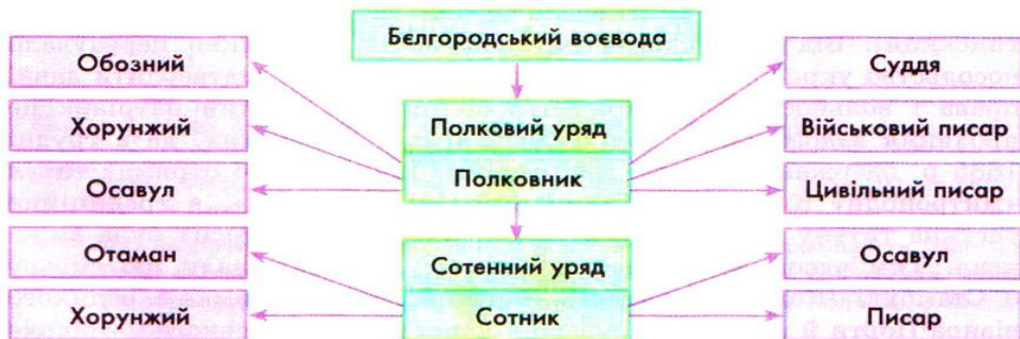 Бєлгородський воєвода
Обозний
Суддя
Хорунжий
Полковий уряд
Військовий писар
Осавул
Полковник
Цивільний писар
Отаман
Сотенний уряд
Осавул
Хорунжий
Сотник
Писар